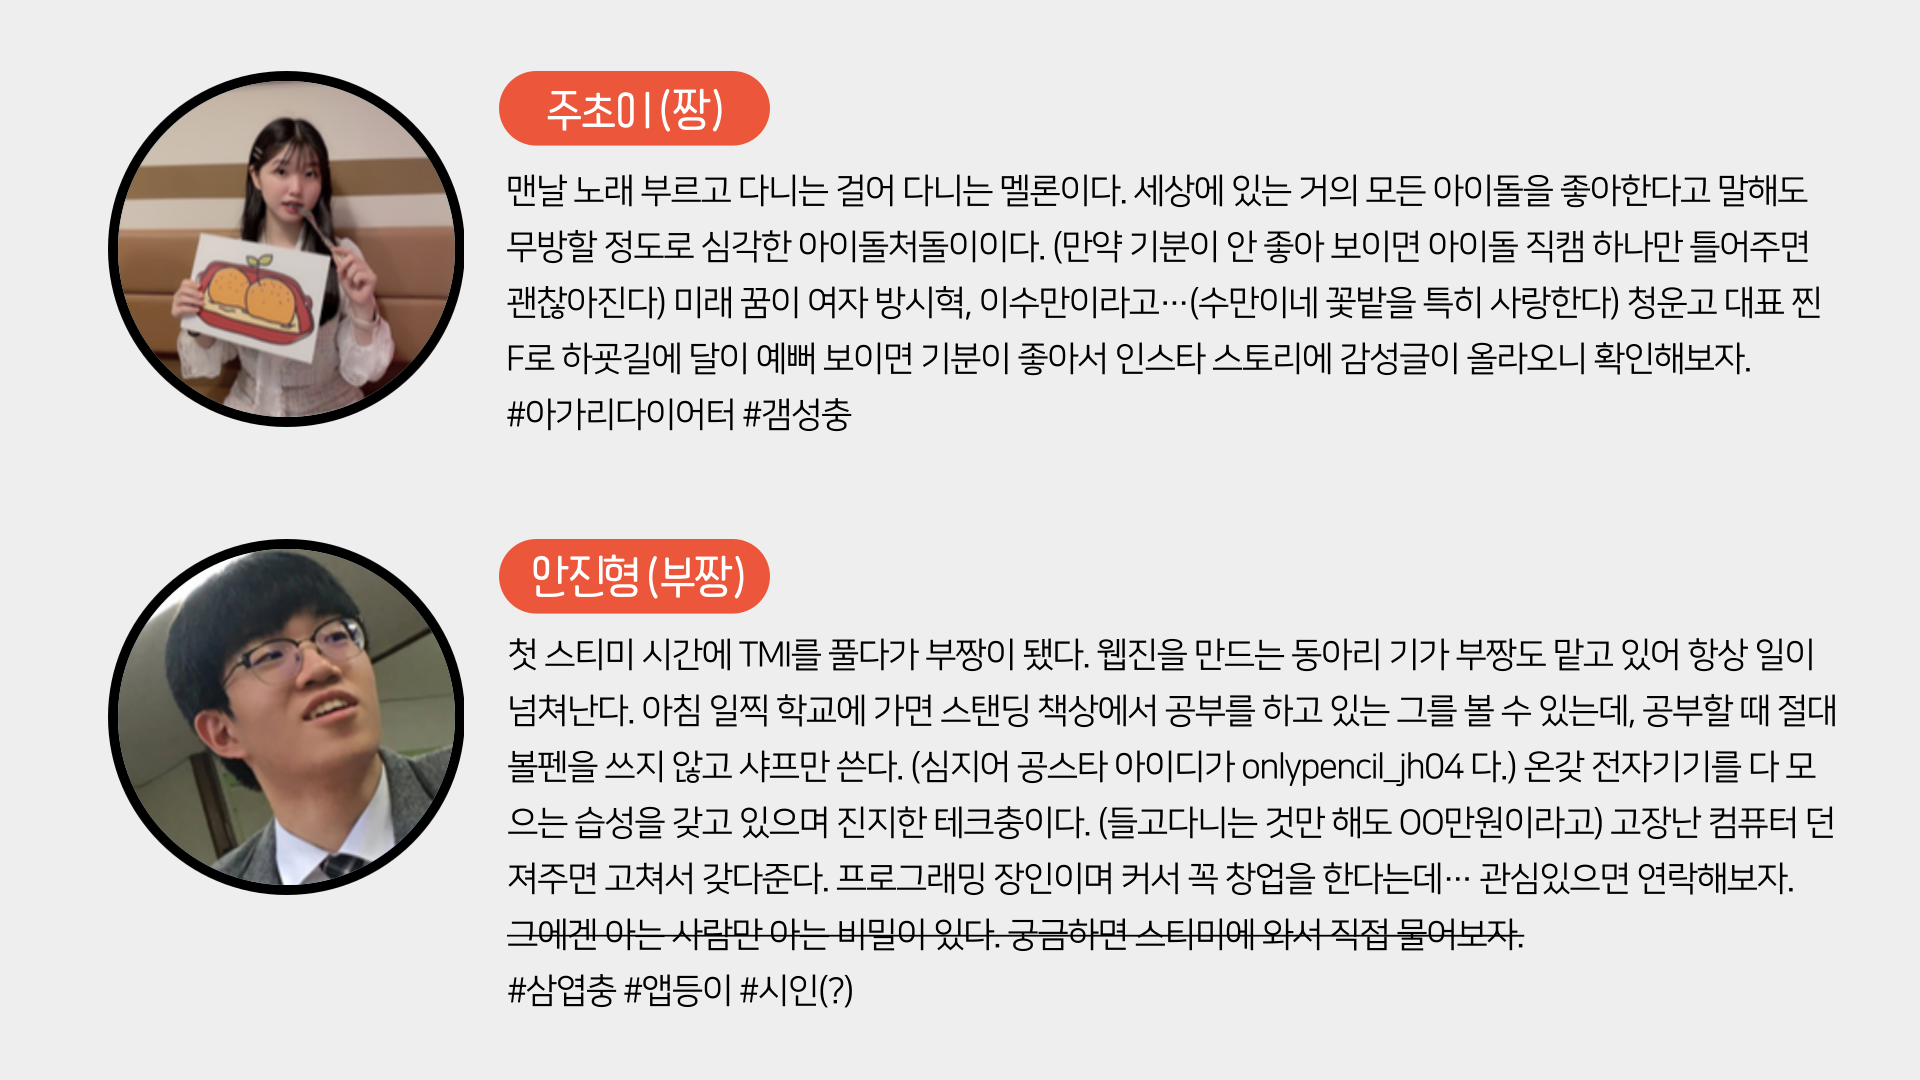 주초이 (짱)
맨날 노래 부르고 다니는 걸어 다니는 멜론이다. 세상에 있는 거의 모든 아이돌을 좋아한다고 말해도
무방할 정도로 심각한 아이돌처돌이이다. (만약 기분이 안 좋아 보이면 아이돌 직캠 하나만 틀어주면
괜찮아진다) 미래 꿈이 여자 방시혁, 이수만이라고…(수만이네 꽃밭을 특히 사랑한다) 청운고 대표 찐
F로 하굣길에 달이 예뻐 보이면 기분이 좋아서 인스타 스토리에 감성글이 올라오니 확인해보자.
#아가리다이어터 #갬성충
안진형 (부짱)
첫 스티미 시간에 TMI를 풀다가 부짱이 됐다. 웹진을 만드는 동아리 기가 부짱도 맡고 있어 항상 일이
넘쳐난다. 아침 일찍 학교에 가면 스탠딩 책상에서 공부를 하고 있는 그를 볼 수 있는데, 공부할 때 절대
볼펜을 쓰지 않고 샤프만 쓴다. (심지어 공스타 아이디가 onlypencil_jh04 다.) 온갖 전자기기를 다 모
으는 습성을 갖고 있으며 진지한 테크충이다. (들고다니는 것만 해도 OO만원이라고) 고장난 컴퓨터 던
져주면 고쳐서 갖다준다. 프로그래밍 장인이며 커서 꼭 창업을 한다는데… 관심있으면 연락해보자.
그에겐 아는 사람만 아는 비밀이 있다. 궁금하면 스티미에 와서 직접 물어보자.
#삼엽충 #앱등이 #시인(?)